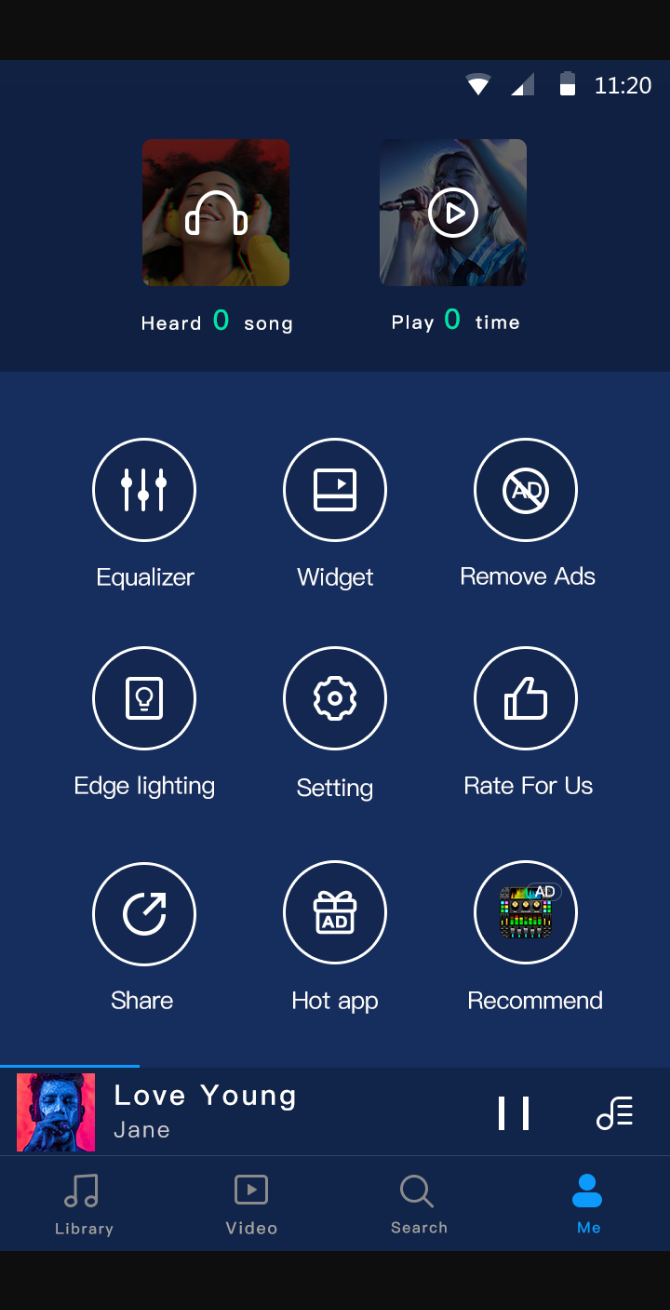 11:20
Heard 0 song
Play 0 time
Equalizer
Widget
AD
Remove Ads
Edge lighting
Setting
Rate For Us
Share
AD
Hot app
AD
Recommend
Love Young
Jane
Library
Video
Search
Me